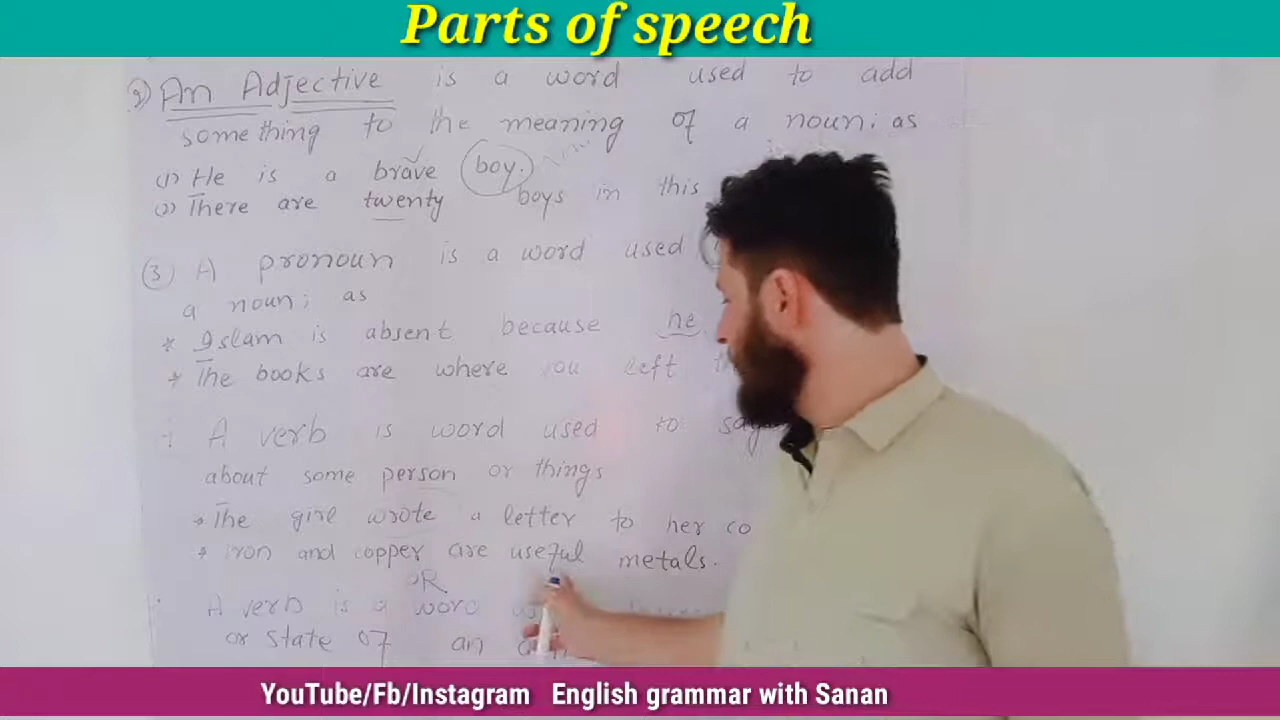 Parts of speech
2) An Adjective is a word used to add
something to the meaning of a noun; as
(1) He is a brave boy.
(2) There are twenty boys in this
(3) A pronoun is a word used
a noun; as
* Islam is absent because he
* The books are where you left
A verb is word used to say
about some person or things
* The girl wrote a letter to her co
* iron and copper are useful metals.
OR
A verb is a word
or state of an
YouTube/Fb/Instagram English grammar with Sanan